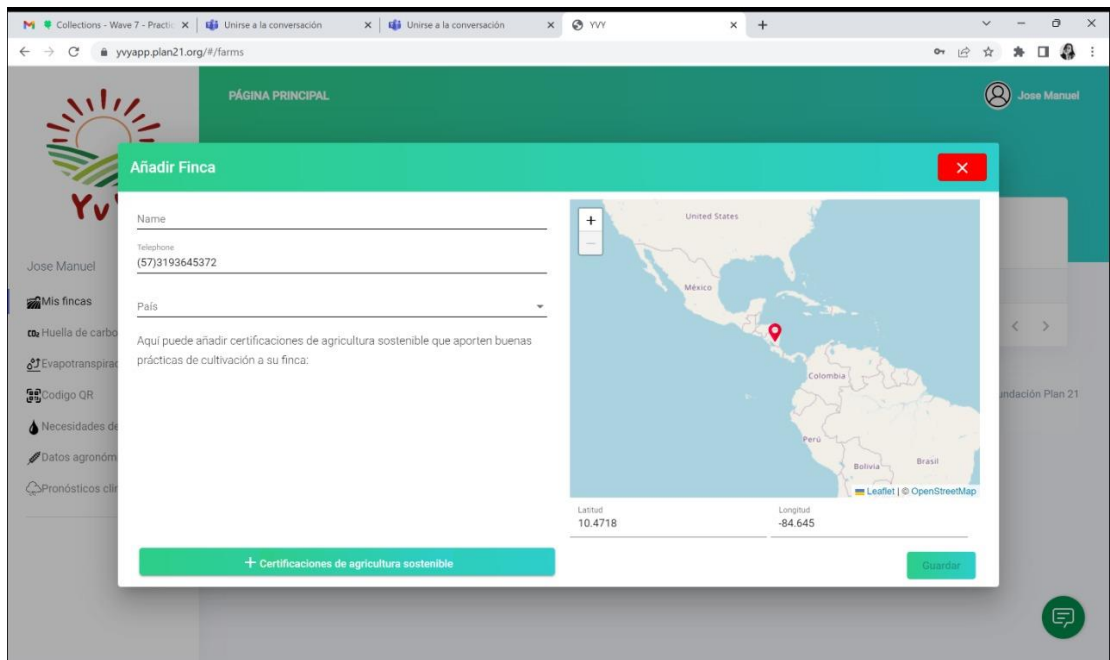 Collections - Wave 7 - Practic
Unirse a la conversación
Unirse a la conversación
YVY
yvyapp.plan21.org/#/farms
PÁGINA PRINCIPAL
Jose Manuel
Yv
Jose Manuel
Mis fincas
Huella de carbo
Evapotranspirac
Codigo QR
Necesidades de
Datos agronóm
Pronósticos clim
Añadir Finca
Name
Telephone
(57)3193645372
País
Aquí puede añadir certificaciones de agricultura sostenible que aporten buenas
prácticas de cultivación a su finca:
+ Certificaciones de agricultura sostenible
+
−
United States
México
Colombia
Perú
Bolivia
Brasil
Leaflet | © OpenStreetMap
Latitud
10.4718
Longitud
-84.645
Guardar
undación Plan 21